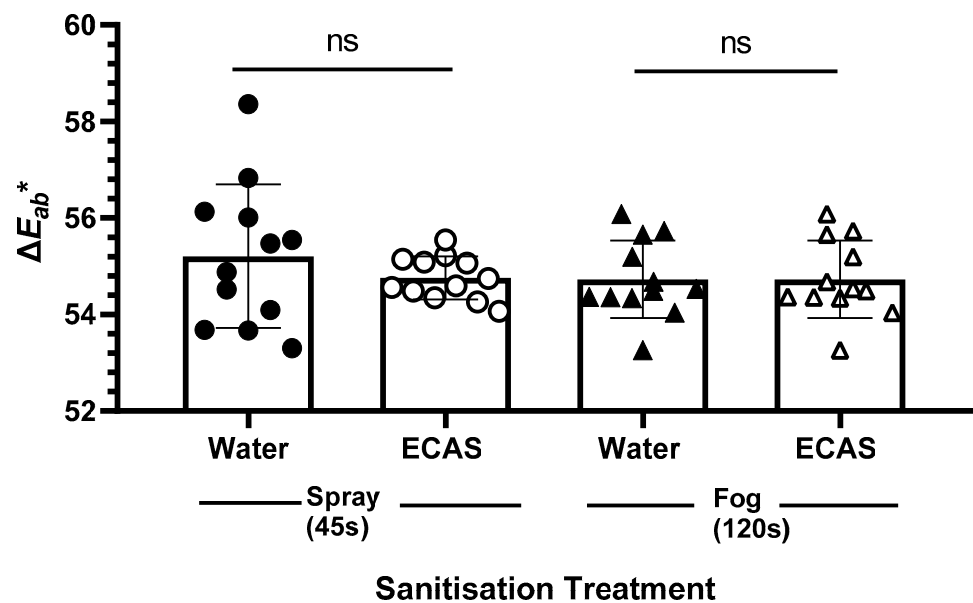 60
58
56
54
52
ΔEab*
ns
ns
Water
ECAS
Water
ECAS
Spray
(45s)
Fog
(120s)
Sanitisation Treatment